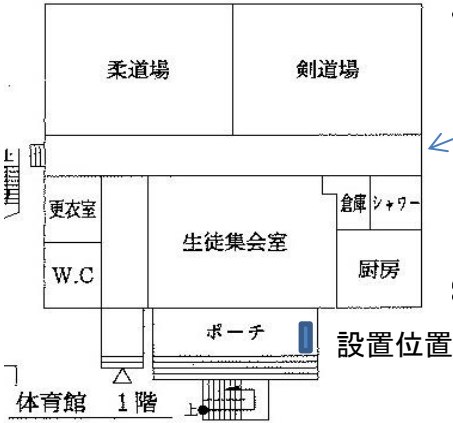 柔道場 剣道場
上
更衣室 倉庫 シャワー
生徒集会室
W.C 厨房
ポーチ
設置位置
体育館 1階 上